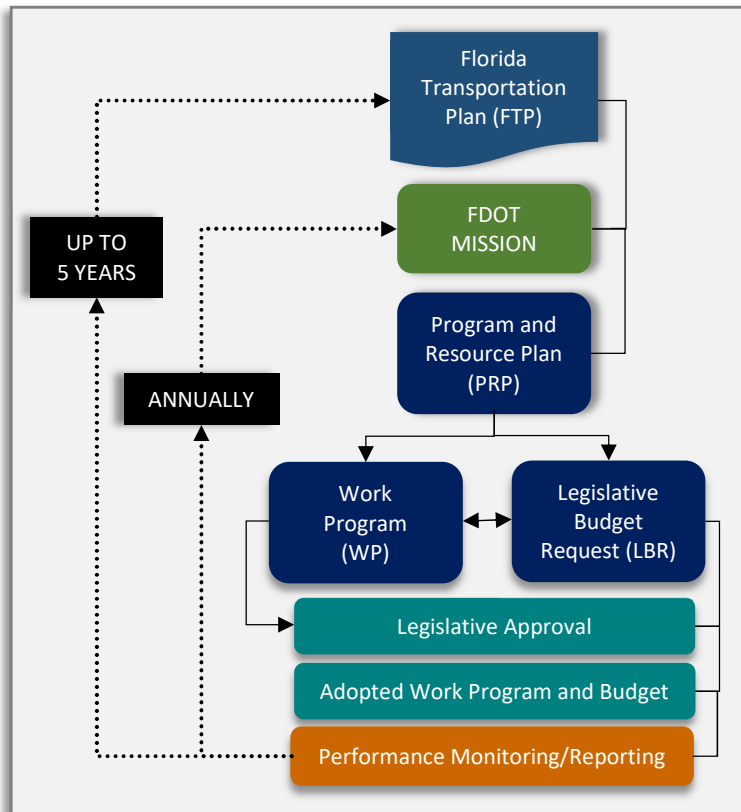 Florida
Transportation
Plan (FTP)
UP TO
5 YEARS
FDOT
MISSION
Program and
Resource Plan
(PRP)
ANNUALLY
Work
Program
(WP)
Legislative
Budget
Request (LBR)
Legislative Approval
Adopted Work Program and Budget
Performance Monitoring/Reporting